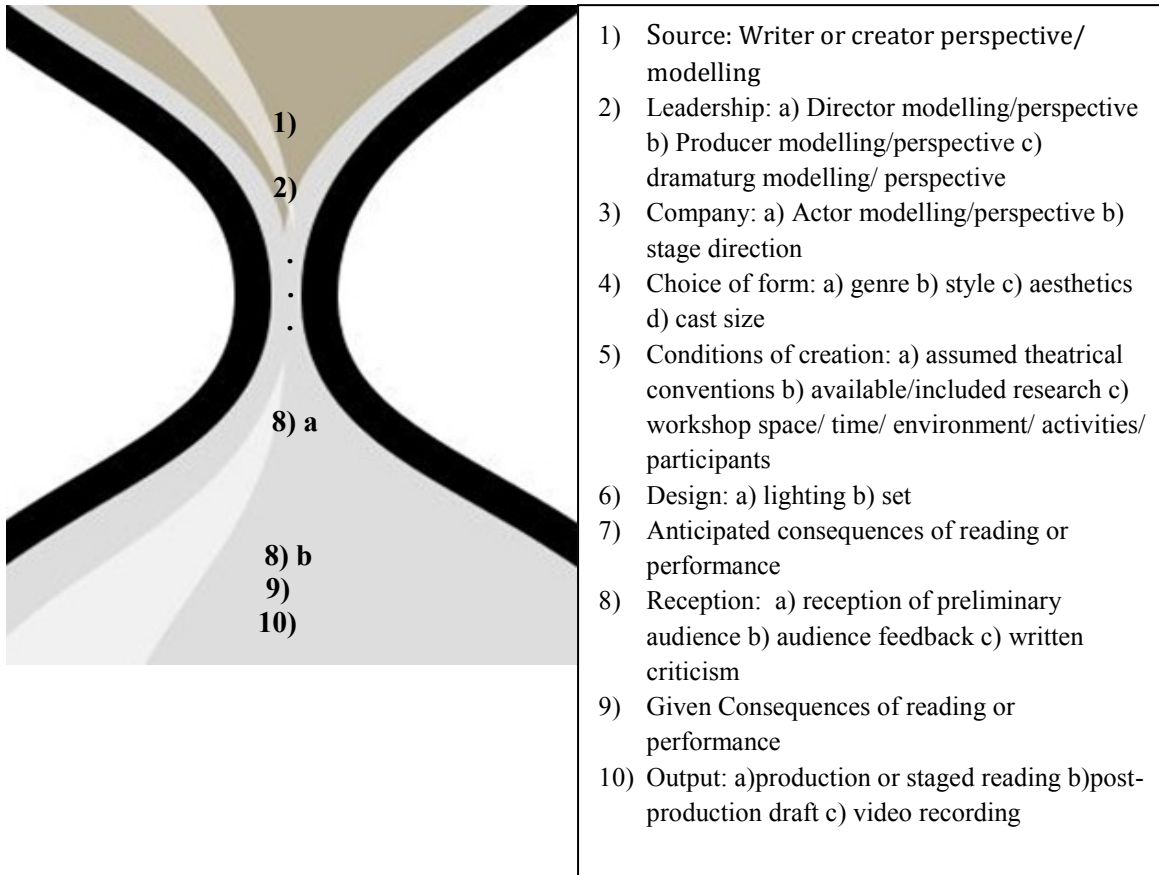 1)
2)
.
.
.
8) a
8) b
9)
10)
1) Source: Writer or creator perspective/
modelling
2) Leadership: a) Director modelling/perspective
b) Producer modelling/perspective c)
dramaturg modelling/ perspective
3) Company: a) Actor modelling/perspective b)
stage direction
4) Choice of form: a) genre b) style c) aesthetics
d) cast size
5) Conditions of creation: a) assumed theatrical
conventions b) available/included research c)
workshop space/ time/ environment/ activities/
participants
6) Design: a) lighting b) set
7) Anticipated consequences of reading or
performance
8) Reception: a) reception of preliminary
audience b) audience feedback c) written
criticism
9) Given Consequences of reading or
performance
10) Output: a)production or staged reading b)post-
production draft c) video recording